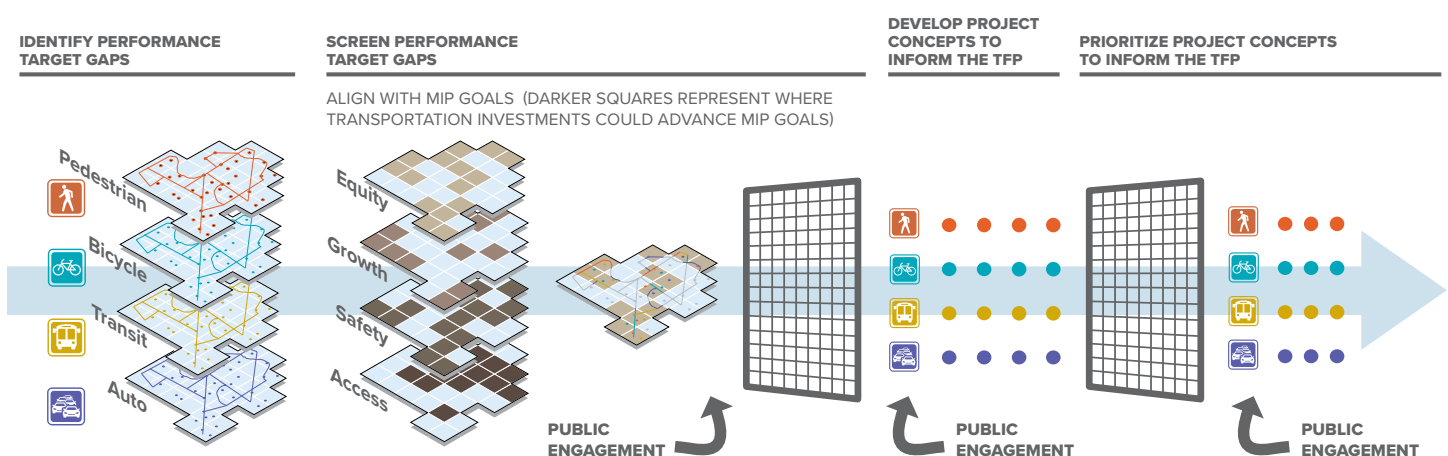 IDENTIFY PERFORMANCE
TARGET GAPS
SCREEN PERFORMANCE
TARGET GAPS
ALIGN WITH MIP GOALS (DARKER SQUARES REPRESENT WHERE
TRANSPORTATION INVESTMENTS COULD ADVANCE MIP GOALS)
DEVELOP PROJECT
CONCEPTS TO
INFORM THE TFP
PRIORITIZE PROJECT CONCEPTS
TO INFORM THE TFP
Pedestrian
Bicycle
Transit
Auto
Equity
Growth
Safety
Access
PUBLIC
ENGAGEMENT
PUBLIC
ENGAGEMENT
PUBLIC
ENGAGEMENT